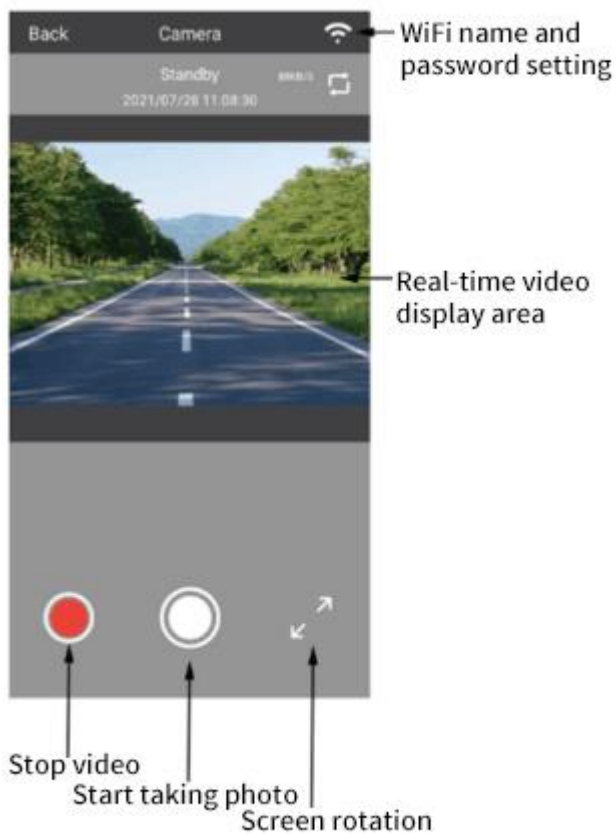 Back Camera
WiFi name and
password setting
Standby
2021/07/28 11:08:30
Real-time video
display area
Stop video
Start taking photo
Screen rotation